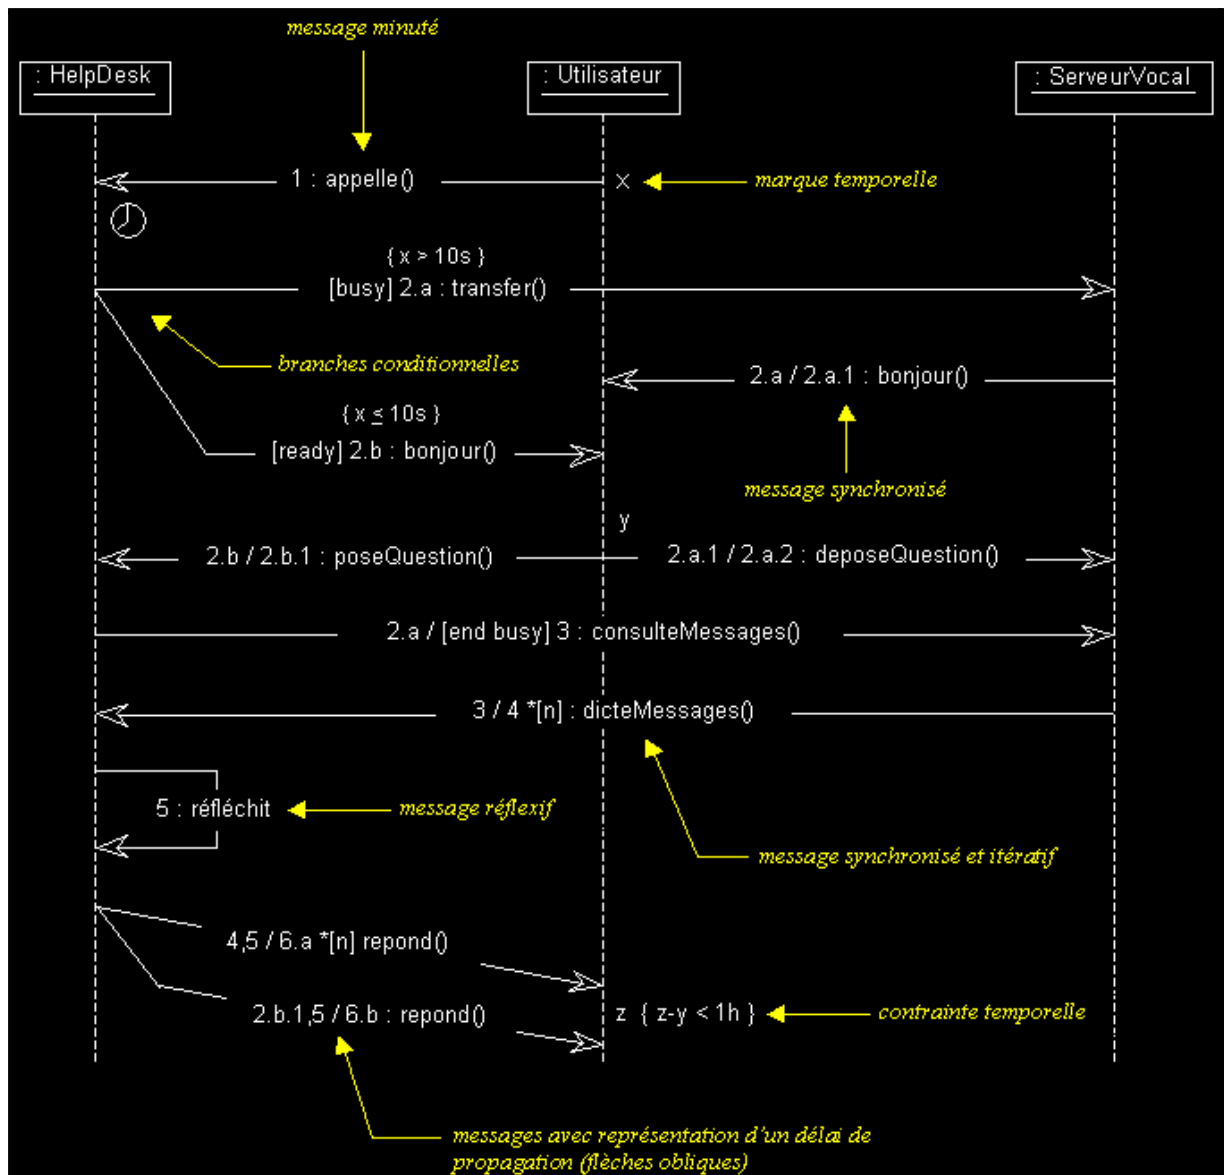 message minuté
: HelpDesk
: Utilisateur
: ServeurVocal
1 : appelle()
x
marque temporelle
{ x > 10s }
[busy] 2.a : transfer()
branches conditionnelles
2.a / 2.a.1 : bonjour()
{ x ≤ 10s }
[ready] 2.b : bonjour()
message synchronisé
y
2.b / 2.b.1 : poseQuestion()
2.a.1 / 2.a.2 : deposeQuestion()
2.a / [end busy] 3 : consulteMessages()
3 / 4 *[n] : dicteMessages()
5 : réfléchit
message réflexif
message synchronisé et itératif
4,5 / 6.a *[n] repond()
2.b.1,5 / 6.b : repond()
z { z-y < 1h }
contrainte temporelle
messages avec représentation d'un délai de
propagation (flèches obliques)